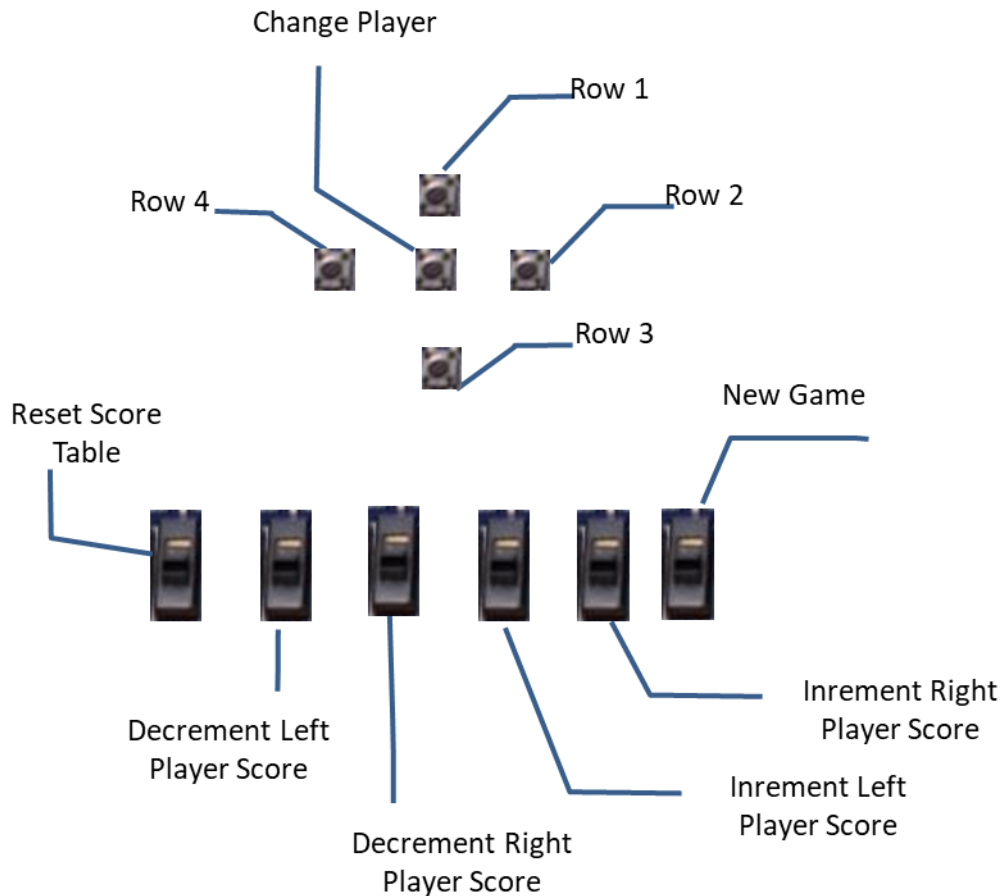 Change Player
Row 1
Row 4
Row 2
Row 3
New Game
Reset Score
Table
Inrement Right
Player Score
Decrement Left
Player Score
Inrement Left
Player Score
Decrement Right
Player Score